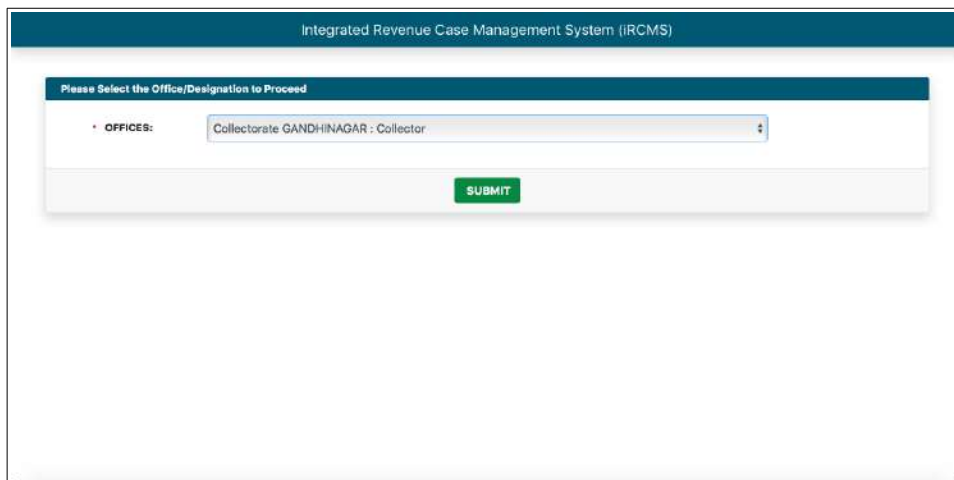 Integrated Revenue Case Management System (iRCMS)
Please Select the Office/Designation to Proceed
* OFFICES: Collectorate GANDHINAGAR : Collector
SUBMIT